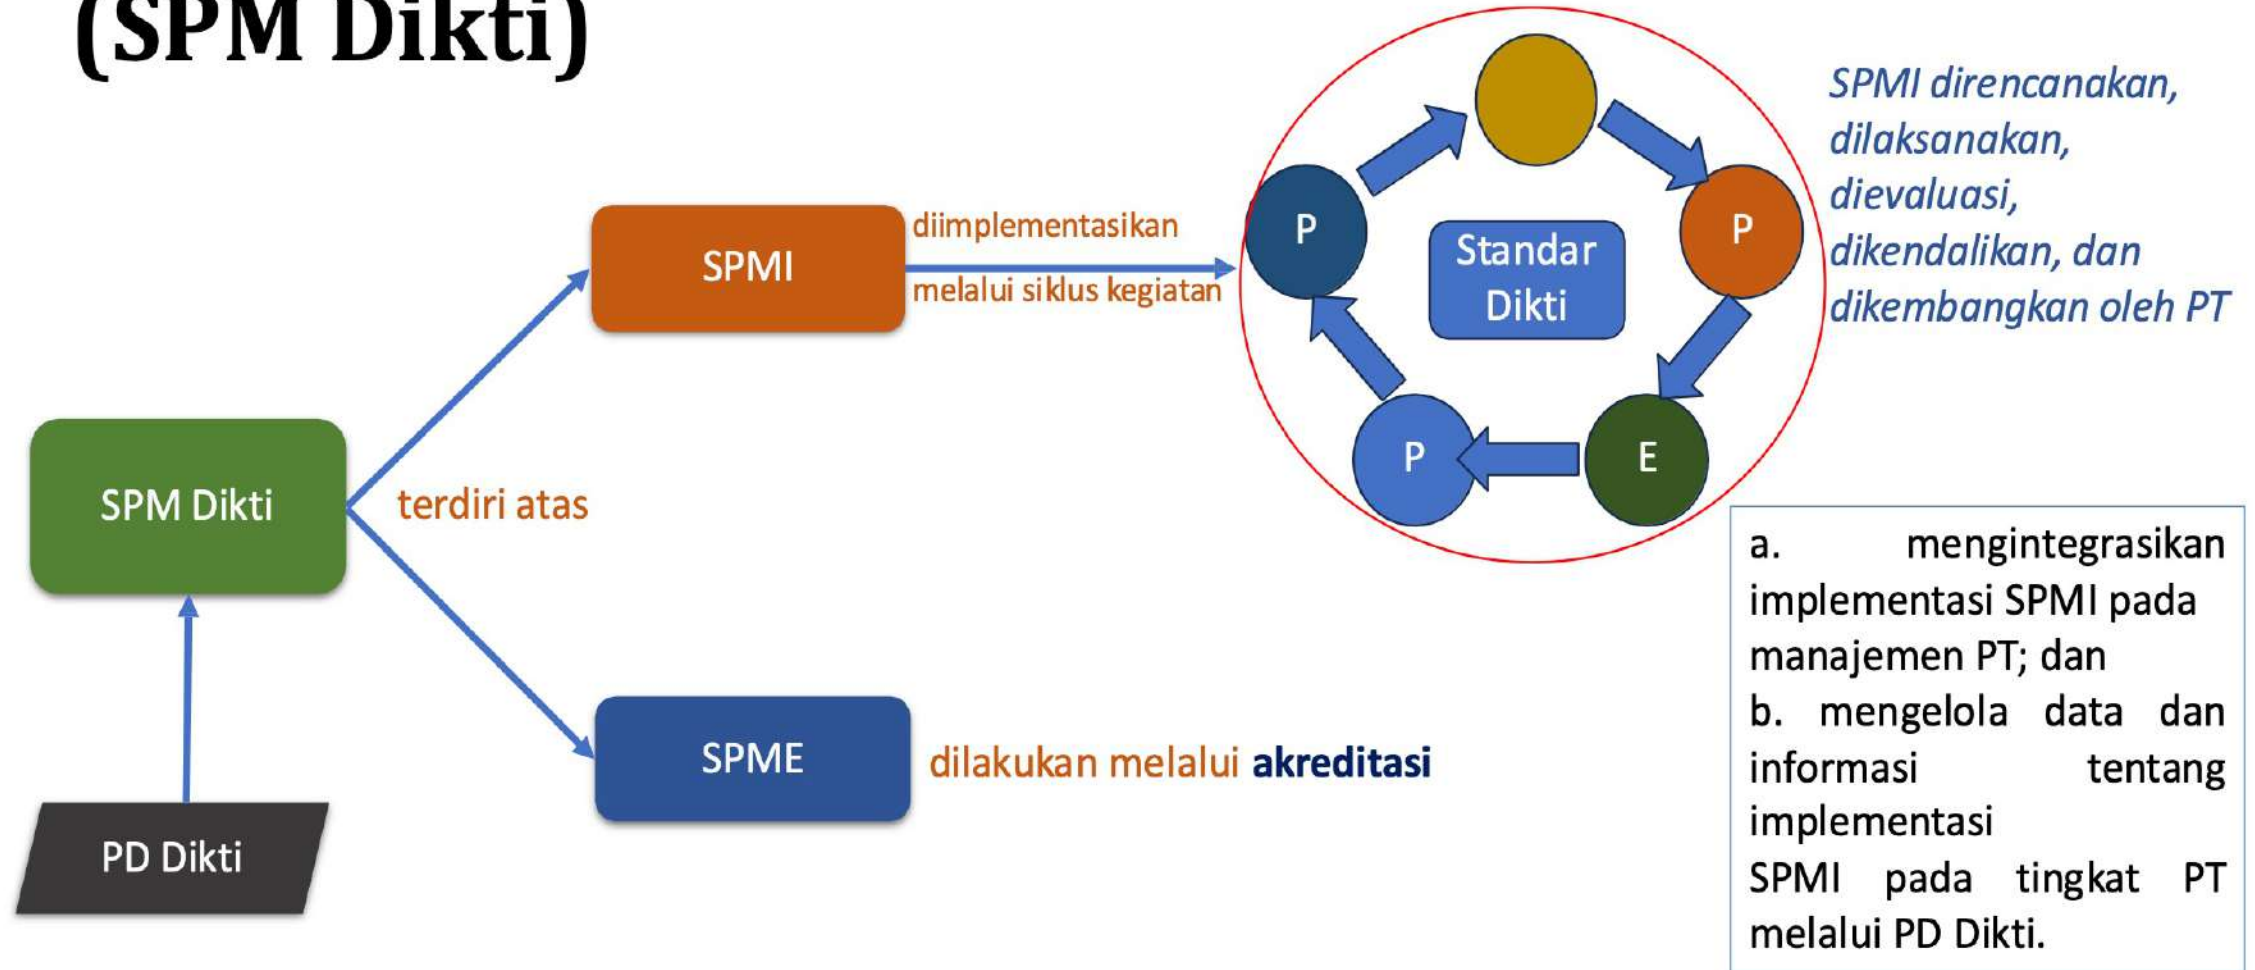 (SPM Dikti)
SPM Dikti
PD Dikti
terdiri atas
SPMI
diimplementasikan
melalui siklus kegiatan
SPME
dilakukan melalui akreditasi
P
E
P
P
Standar
Dikti
SPMI direncanakan,
dilaksanakan,
dievaluasi,
dikendalikan, dan
dikembangkan oleh PT
a. mengintegrasikan
implementasi SPMI pada
manajemen PT; dan
b. mengelola data dan
informasi tentang
implementasi
SPMI pada tingkat PT
melalui PD Dikti.